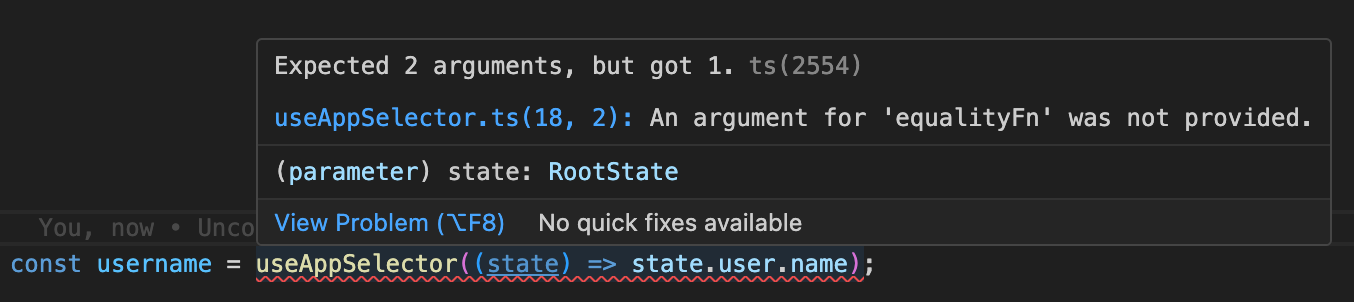 Expected 2 arguments, but got 1. ts(2554)
useAppSelector.ts(18, 2): An argument for 'equalityFn' was not provided.
(parameter) state: RootState
View Problem (⌥F8) No quick fixes available
You, now • Unco
const username = useAppSelector((state) => state.user.name);